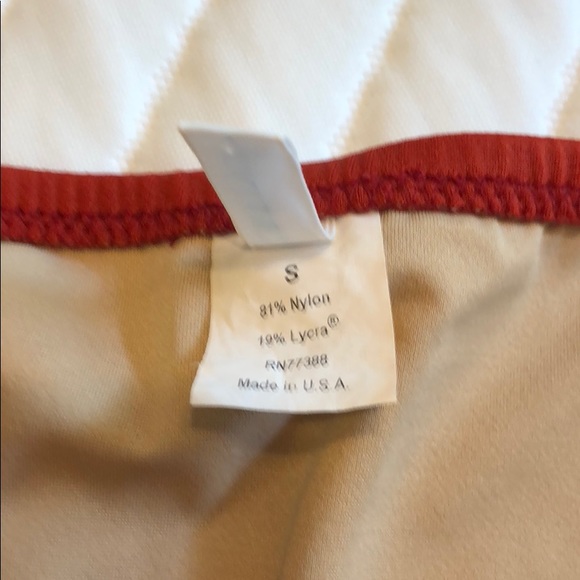 S
81% Nylon
19% Lycra®
RN77388
Made in U.S.A.